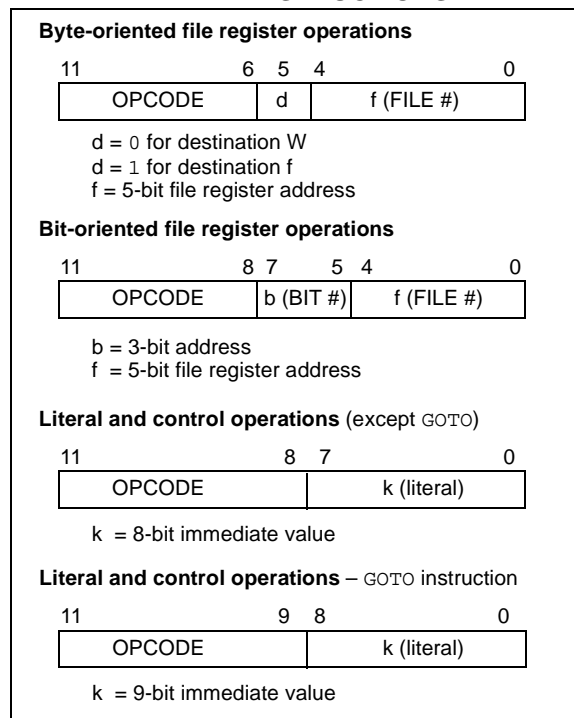 Byte-oriented file register operations
11 6 5 4 0
OPCODE d f (FILE #)
d = 0 for destination W
d = 1 for destination f
f = 5-bit file register address
Bit-oriented file register operations
11 8 7 5 4 0
OPCODE b (BIT #) f (FILE #)
b = 3-bit address
f = 5-bit file register address
Literal and control operations (except GOTO)
11 8 7 0
OPCODE k (literal)
k = 8-bit immediate value
Literal and control operations – GOTO instruction
11 9 8 0
OPCODE k (literal)
k = 9-bit immediate value